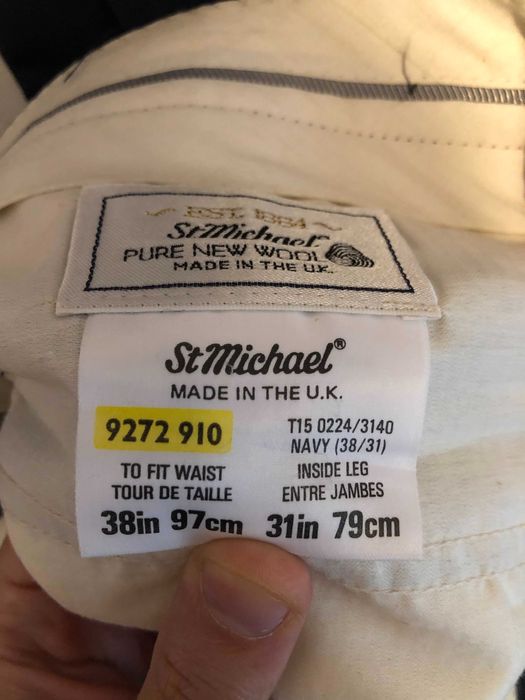 EST. 1884
St Michael®
PURE NEW WOOL
MADE IN THE U.K.
St Michael®
MADE IN THE U.K.
9272 910
T15 0224/3140
NAVY (38/31)
TO FIT WAIST
TOUR DE TAILLE
38in 97cm
INSIDE LEG
ENTRE JAMBES
31in 79cm